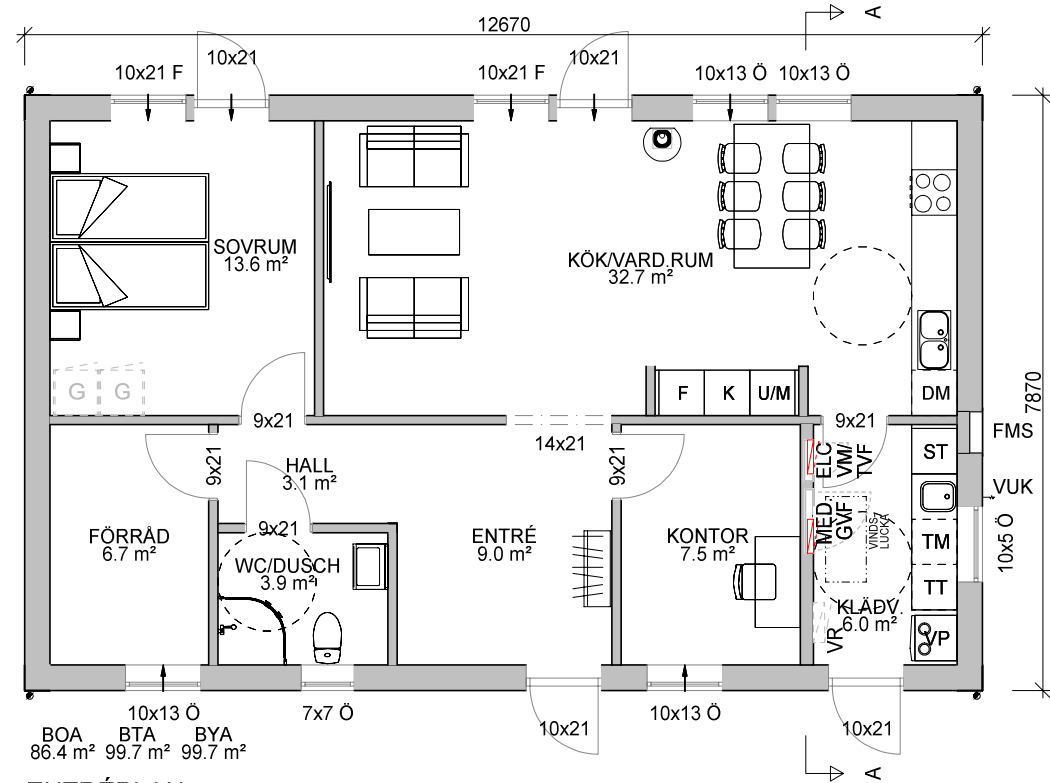 A
12670
10x21
10x21
10x21 F
10x21 F
10x13 Ö
10x13 Ö
SOVRUM
13.6 m²
KÖK/VARD.RUM
32.7 m²
G
G
F
K
U/M
DM
7870
9x21
14x21
9x21
FMS
9x21
9x21
ELC
VM/
TVF
ST
HALL
3.1 m²
VUK
MED.
GVF
VINDS-
LUCKA
9x21
FÖRRÅD
6.7 m²
ENTRÉ
9.0 m²
KONTOR
7.5 m²
TM
10x5 Ö
WC/DUSCH
3.9 m²
TT
KLÄDV.
6.0 m²
VR
VP
10x13 Ö
7x7 Ö
10x21
10x13 Ö
10x21
BOA
86.4 m²
BTA
99.7 m²
BYA
99.7 m²
A